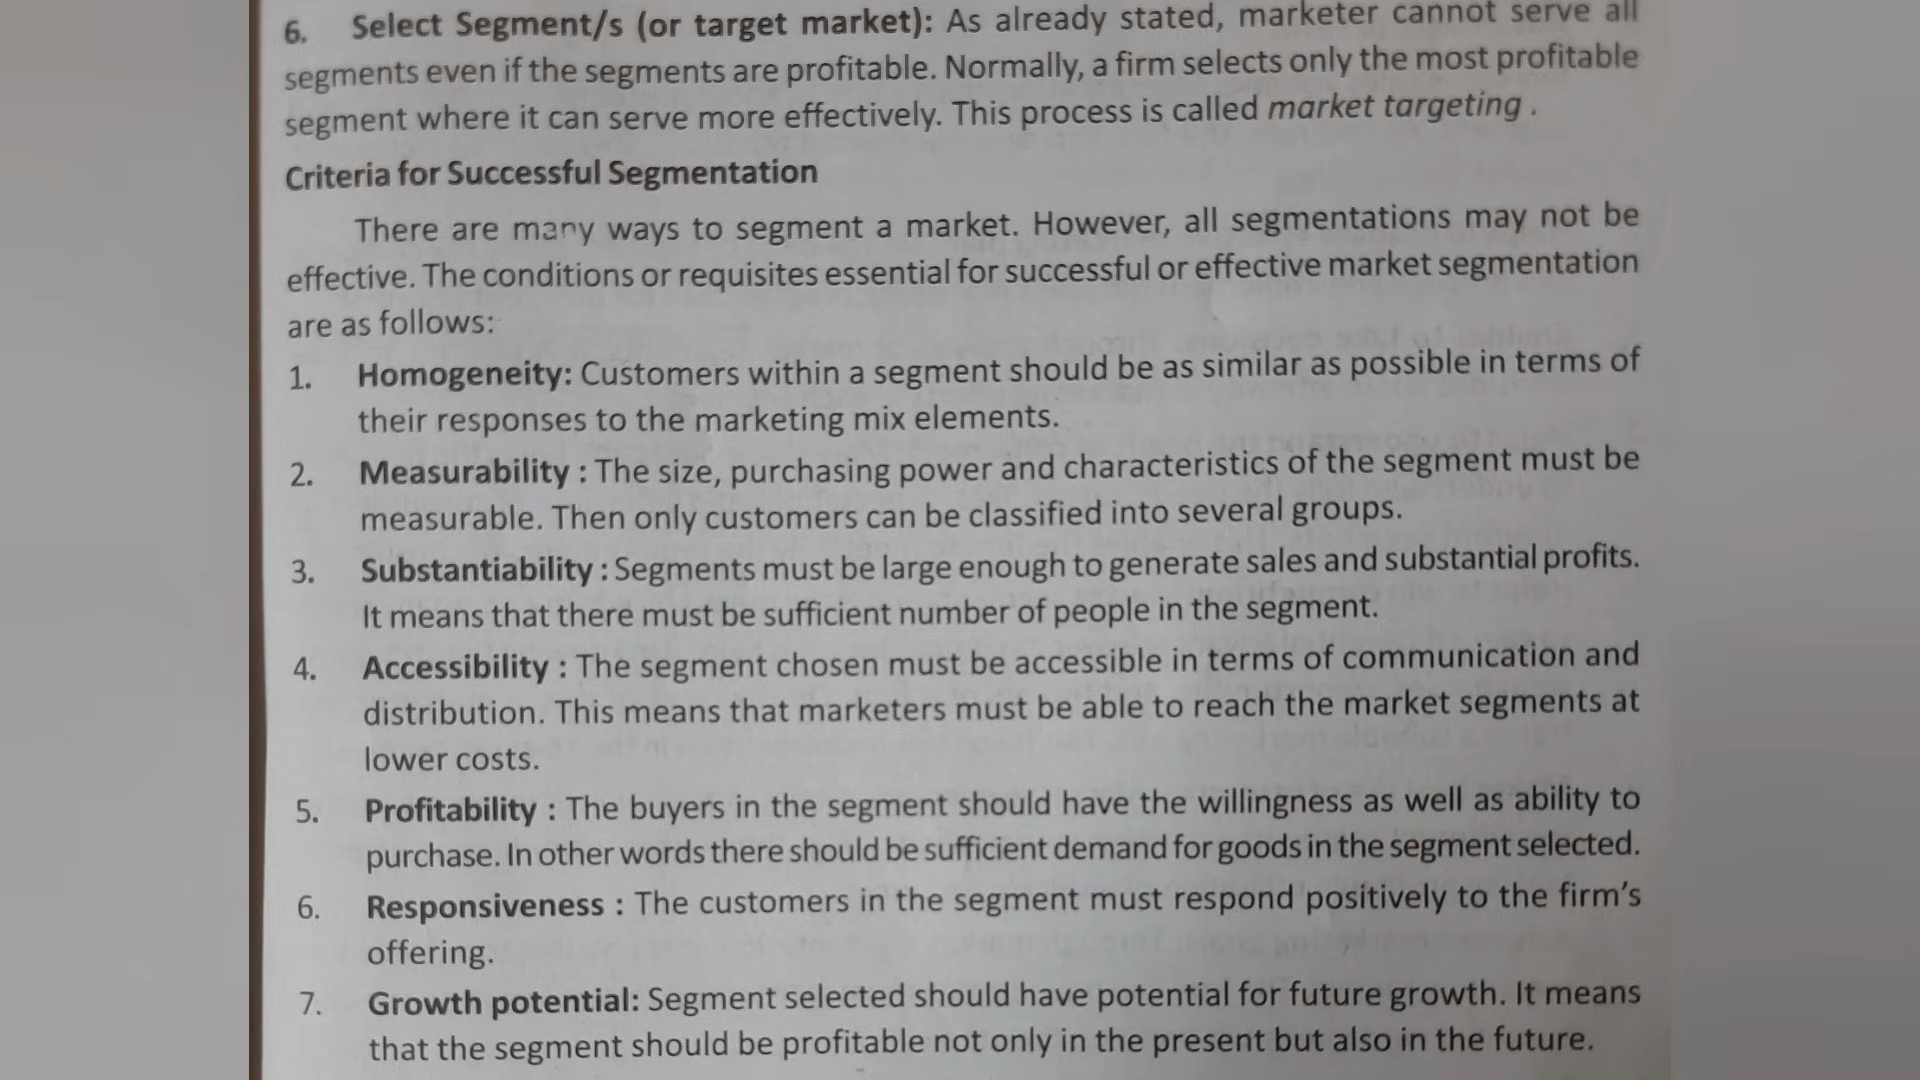 6. Select Segment/s (or target market): As already stated, marketer cannot serve all
segments even if the segments are profitable. Normally, a firm selects only the most profitable
segment where it can serve more effectively. This process is called market targeting .
Criteria for Successful Segmentation
There are many ways to segment a market. However, all segmentations may not be
effective. The conditions or requisites essential for successful or effective market segmentation
are as follows:
1. Homogeneity: Customers within a segment should be as similar as possible in terms of
their responses to the marketing mix elements.
2. Measurability : The size, purchasing power and characteristics of the segment must be
measurable. Then only customers can be classified into several groups.
3. Substantiability : Segments must be large enough to generate sales and substantial profits.
It means that there must be sufficient number of people in the segment.
4. Accessibility : The segment chosen must be accessible in terms of communication and
distribution. This means that marketers must be able to reach the market segments at
lower costs.
5. Profitability : The buyers in the segment should have the willingness as well as ability to
purchase. In other words there should be sufficient demand for goods in the segment selected.
6. Responsiveness : The customers in the segment must respond positively to the firm's
offering.
7. Growth potential: Segment selected should have potential for future growth. It means
that the segment should be profitable not only in the present but also in the future.